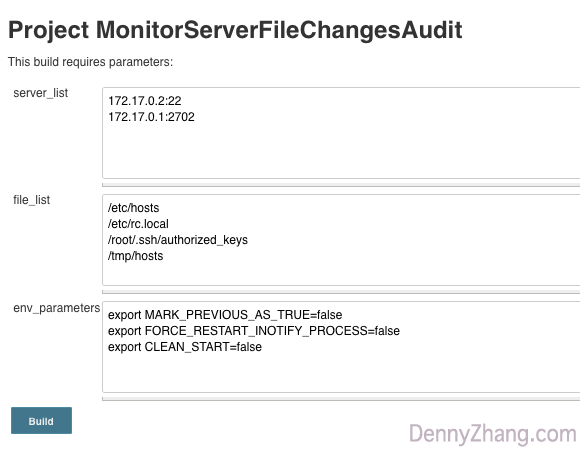 Project MonitorServerFileChangesAudit
This build requires parameters:
server_list
172.17.0.2:22
172.17.0.1:2702
file_list
/etc/hosts
/etc/rc.local
/root/.ssh/authorized_keys
/tmp/hosts
env_parameters
export MARK_PREVIOUS_AS_TRUE=false
export FORCE_RESTART_INOTIFY_PROCESS=false
export CLEAN_START=false
Build
DennyZhang.com